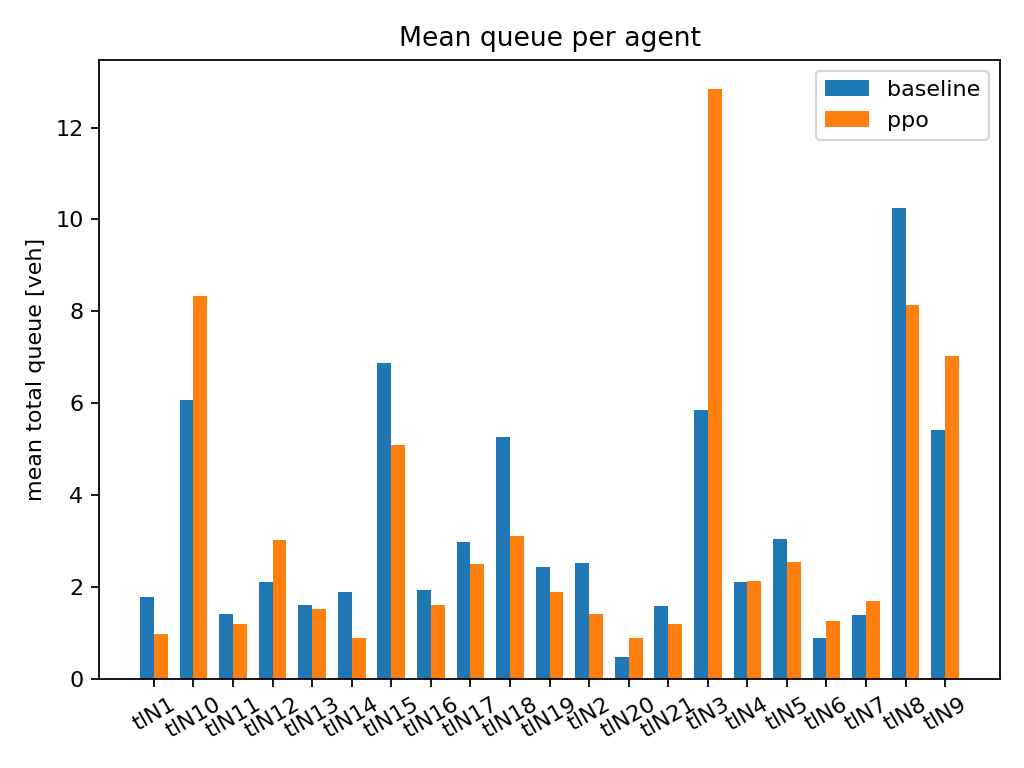 Mean queue per agent
baseline
ppo
mean total queue [veh]
12
10
8
6
4
2
0
tlN1
tlN10
tlN11
tlN12
tlN13
tlN14
tlN15
tlN16
tlN17
tlN18
tlN19
tlN2
tlN20
tlN21
tlN3
tlN4
tlN5
tlN6
tlN7
tlN8
tlN9